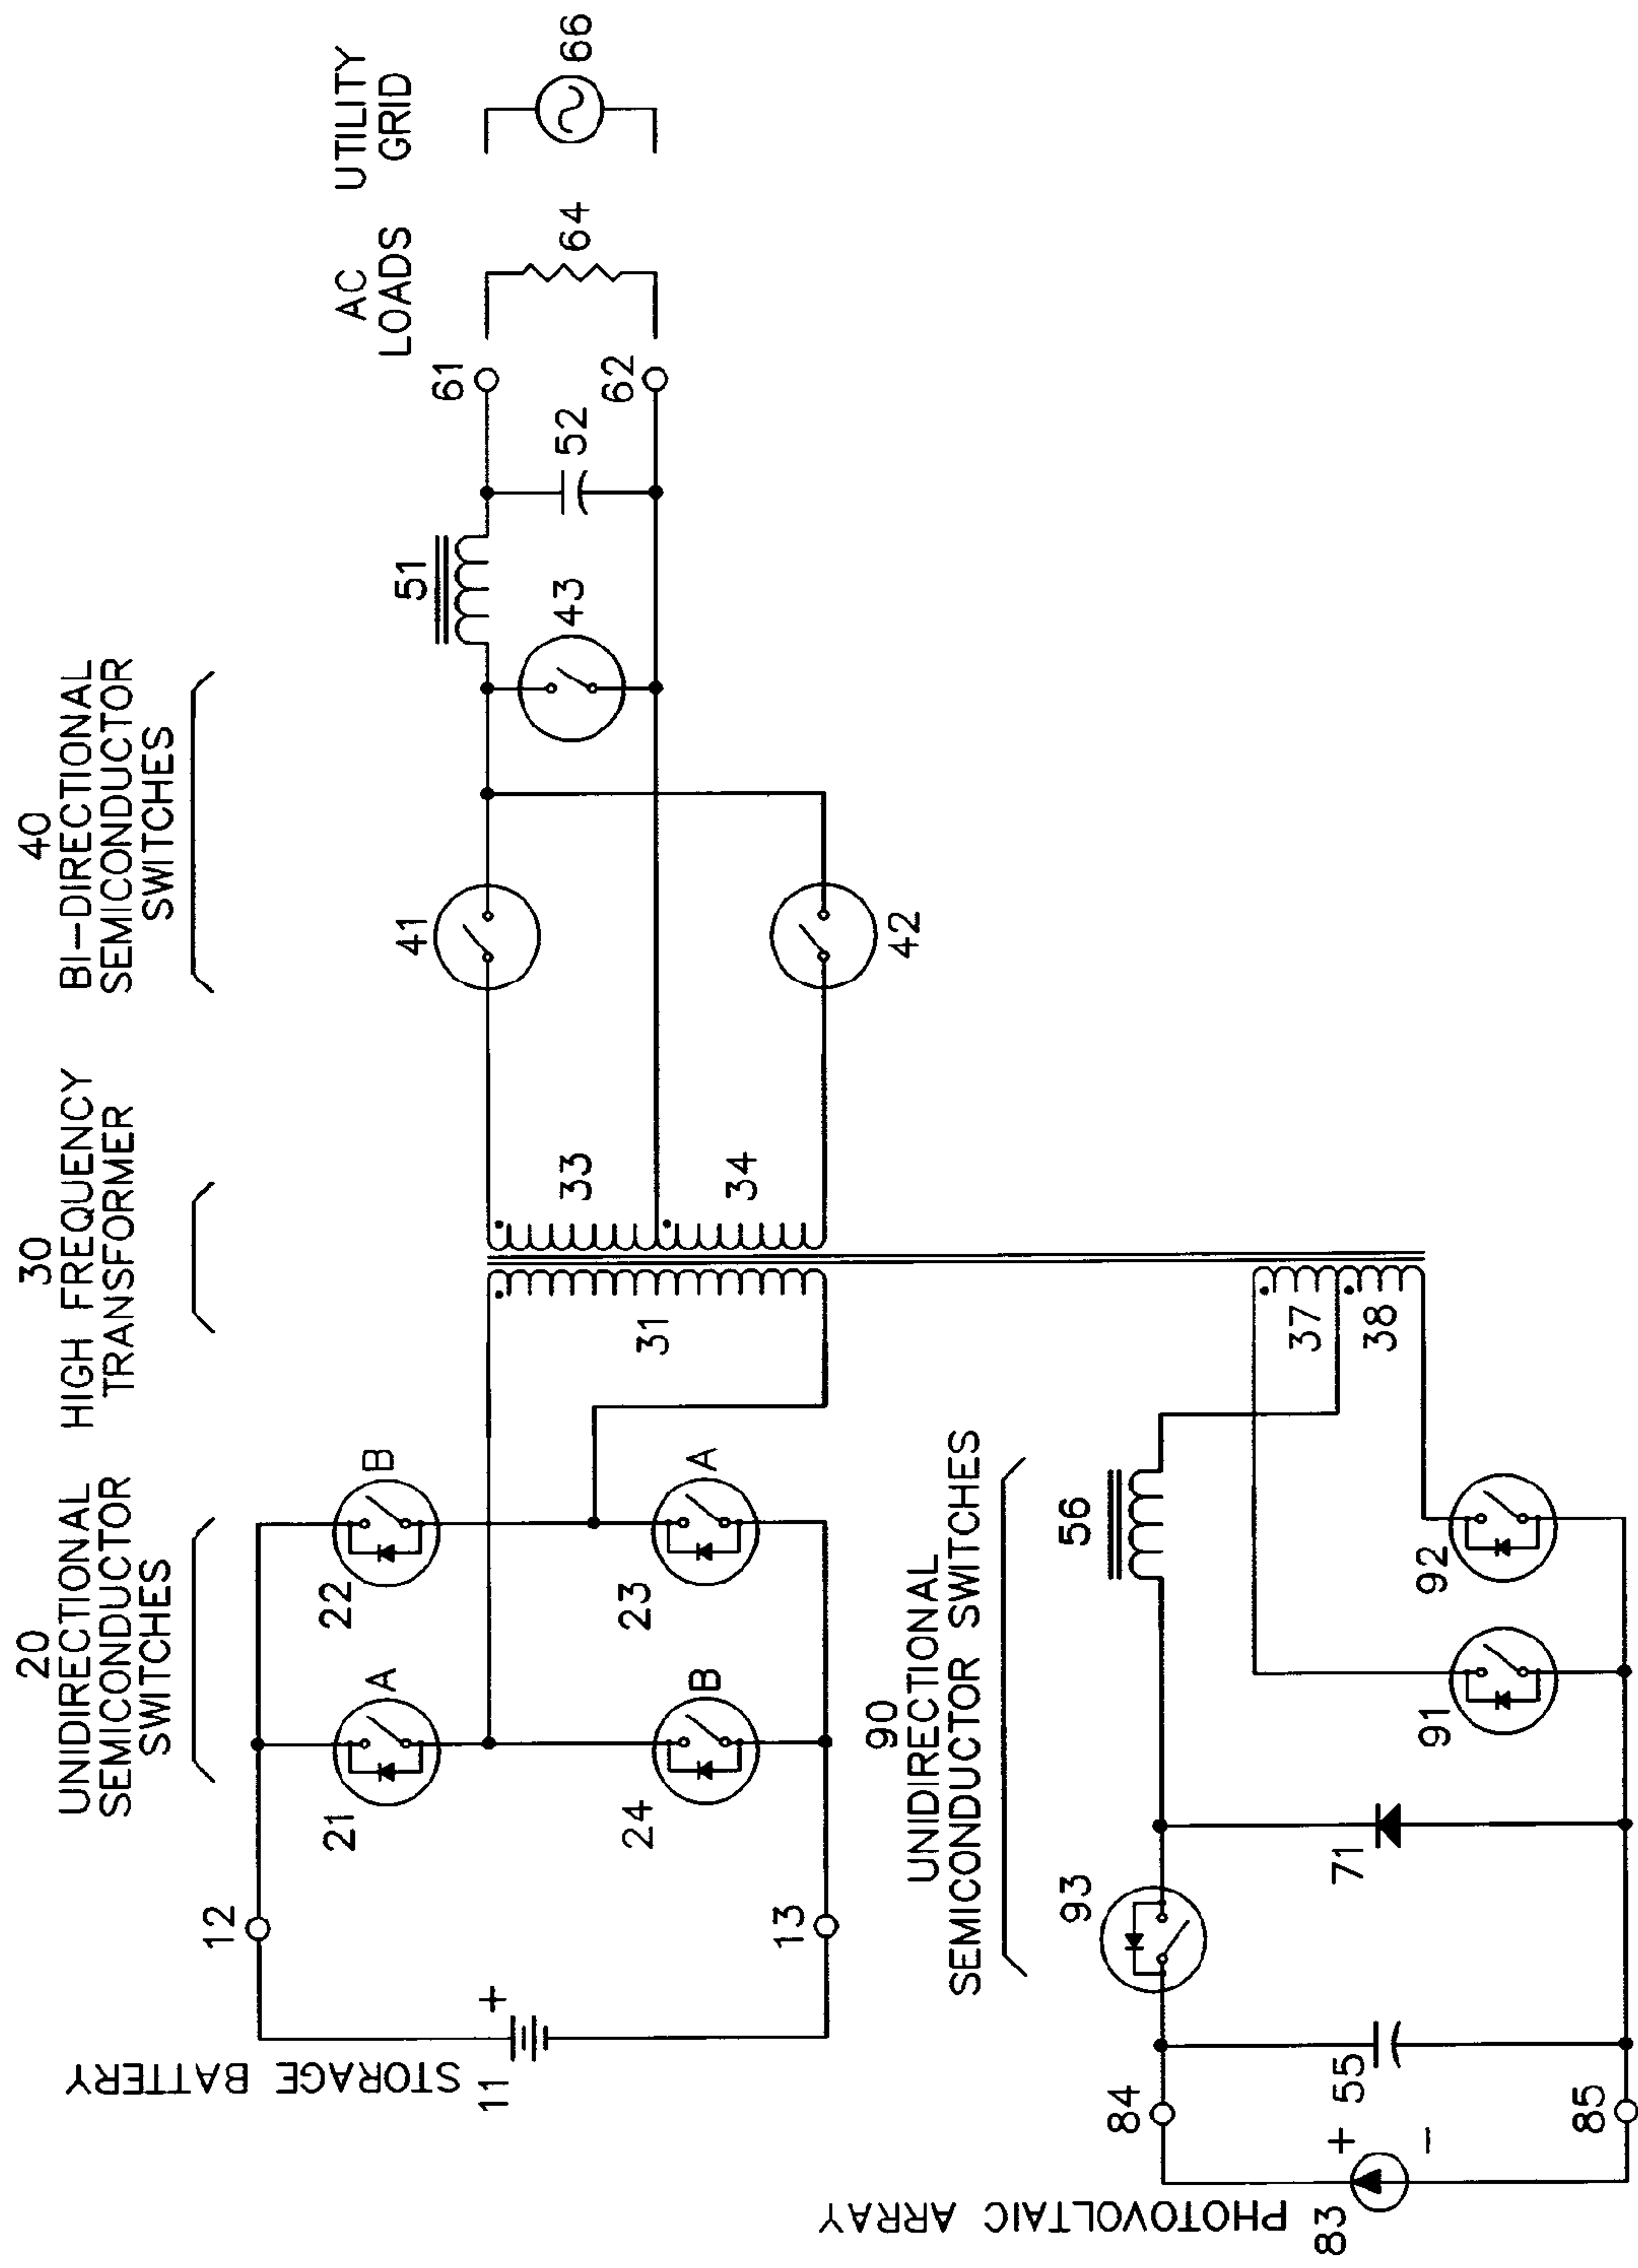 20
UNIDIRECTIONAL
SEMICONDUCTOR
SWITCHES
30
HIGH FREQUENCY
TRANSFORMER
40
BI-DIRECTIONAL
SEMICONDUCTOR
SWITCHES
AC
LOADS
UTILITY
GRID
STORAGE BATTERY
11
+
12
13
21
A
22
B
23
A
24
B
31
33
34
41
42
43
51
52
61
62
64
66
90
UNIDIRECTIONAL
SEMICONDUCTOR SWITCHES
PHOTOVOLTAIC ARRAY
83
+
−
84
85
55
93
71
56
91
92
37
38